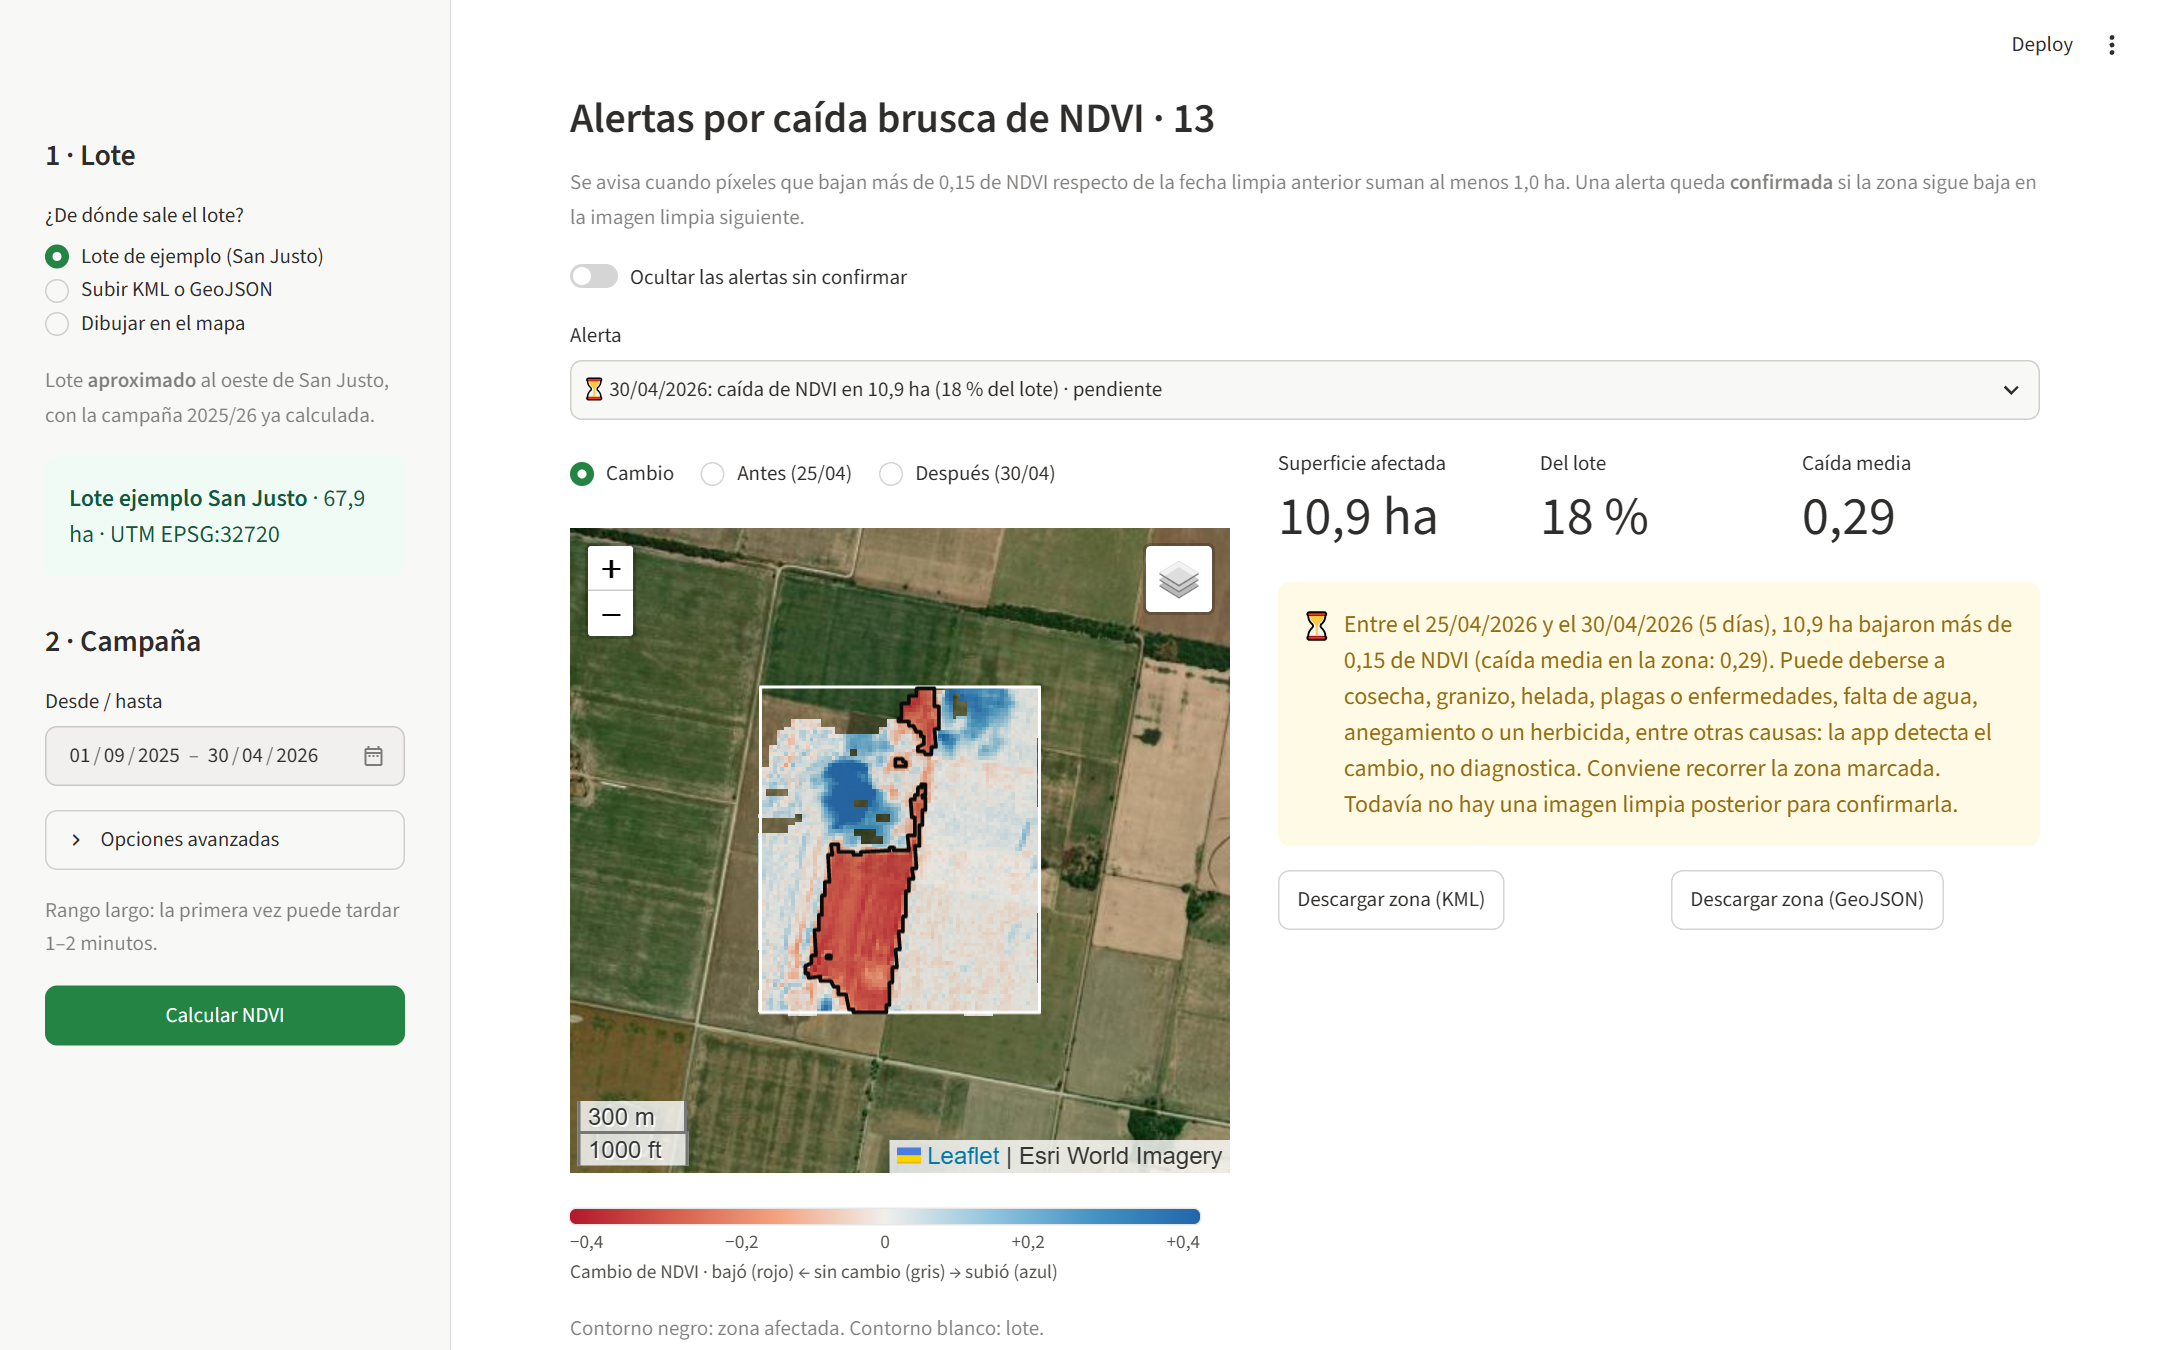 Deploy
1 · Lote
¿De dónde sale el lote?
Lote de ejemplo (San Justo)
Subir KML o GeoJSON
Dibujar en el mapa
Lote aproximado al oeste de San Justo,
con la campaña 2025/26 ya calculada.
Lote ejemplo San Justo · 67,9
ha · UTM EPSG:32720
2 · Campaña
Desde / hasta
01/09/2025 – 30/04/2026
Opciones avanzadas
Rango largo: la primera vez puede tardar
1–2 minutos.
Calcular NDVI
Alertas por caída brusca de NDVI · 13
Se avisa cuando píxeles que bajan más de 0,15 de NDVI respecto de la fecha limpia anterior suman al menos 1,0 ha. Una alerta queda confirmada si la zona sigue baja en
la imagen limpia siguiente.
Ocultar las alertas sin confirmar
Alerta
30/04/2026: caída de NDVI en 10,9 ha (18 % del lote) · pendiente
Cambio
Antes (25/04)
Después (30/04)
+
−
300 m
1000 ft
Leaflet | Esri World Imagery
−0,4
−0,2
0
+0,2
+0,4
Cambio de NDVI · bajó (rojo) ← sin cambio (gris) → subió (azul)
Contorno negro: zona afectada. Contorno blanco: lote.
Superficie afectada
10,9 ha
Del lote
18 %
Caída media
0,29
Entre el 25/04/2026 y el 30/04/2026 (5 días), 10,9 ha bajaron más de
0,15 de NDVI (caída media en la zona: 0,29). Puede deberse a
cosecha, granizo, helada, plagas o enfermedades, falta de agua,
anegamiento o un herbicida, entre otras causas: la app detecta el
cambio, no diagnostica. Conviene recorrer la zona marcada.
Todavía no hay una imagen limpia posterior para confirmarla.
Descargar zona (KML)
Descargar zona (GeoJSON)